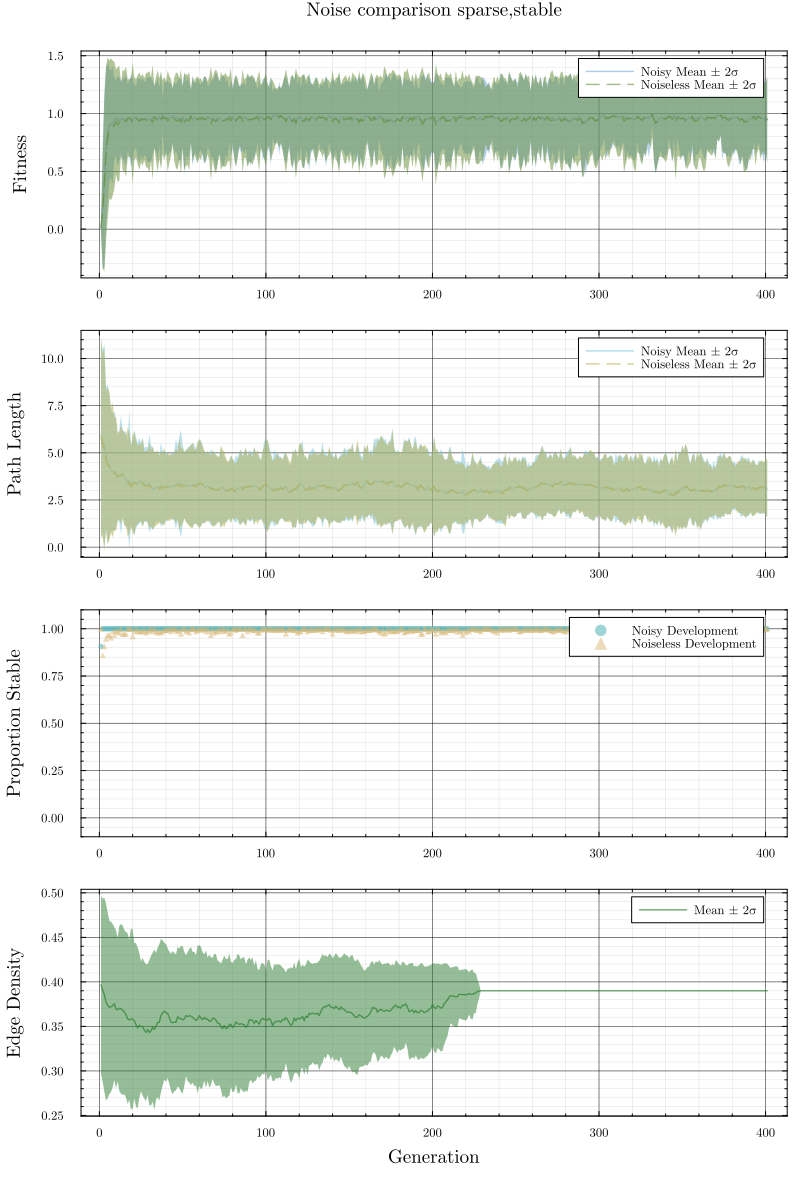 Noise comparison sparse,stable
1.5
1.0
0.5
0.0
Fitness
Noisy Mean ± 2σ
Noiseless Mean ± 2σ
0 100 200 300 400
10.0
7.5
5.0
2.5
0.0
Path Length
Noisy Mean ± 2σ
Noiseless Mean ± 2σ
0 100 200 300 400
1.00
0.75
0.50
0.25
0.00
Proportion Stable
Noisy Development
Noiseless Development
0 100 200 300 400
0.50
0.45
0.40
0.35
0.30
0.25
Edge Density
Mean ± 2σ
0 100 200 300 400
Generation